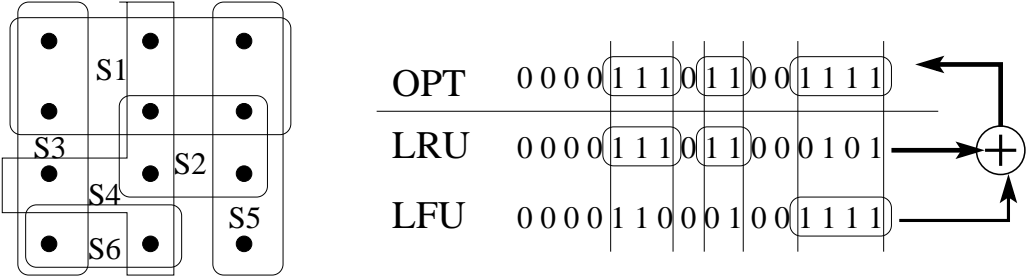 S1
S3
S2
S4
S5
S6
OPT 0 0 0 0 1 1 1 0 1 1 0 0 1 1 1 1
LRU 0 0 0 0 1 1 1 0 1 1 0 0 0 1 0 1
LFU 0 0 0 0 1 1 0 0 0 1 0 0 1 1 1 1
+